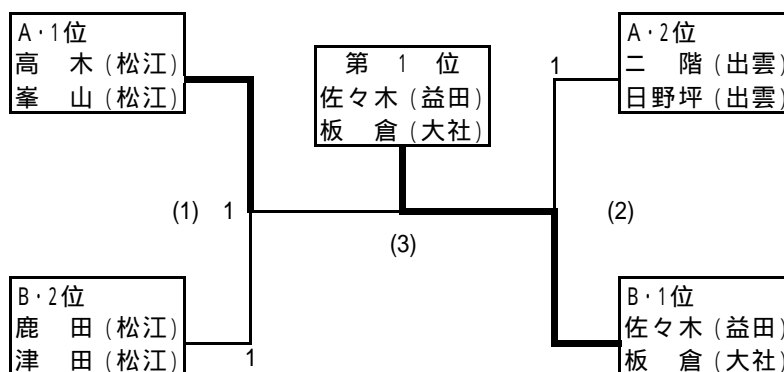 A・1位
高 木 (松江)
峯 山 (松江)
第 1 位
佐々木 (益田)
板 倉 (大社)
A・2位
二 階 (出雲)
日野坪 (出雲)
1
(1) 1
(2)
(3)
B・2位
鹿 田 (松江)
津 田 (松江)
1
B・1位
佐々木 (益田)
板 倉 (大社)